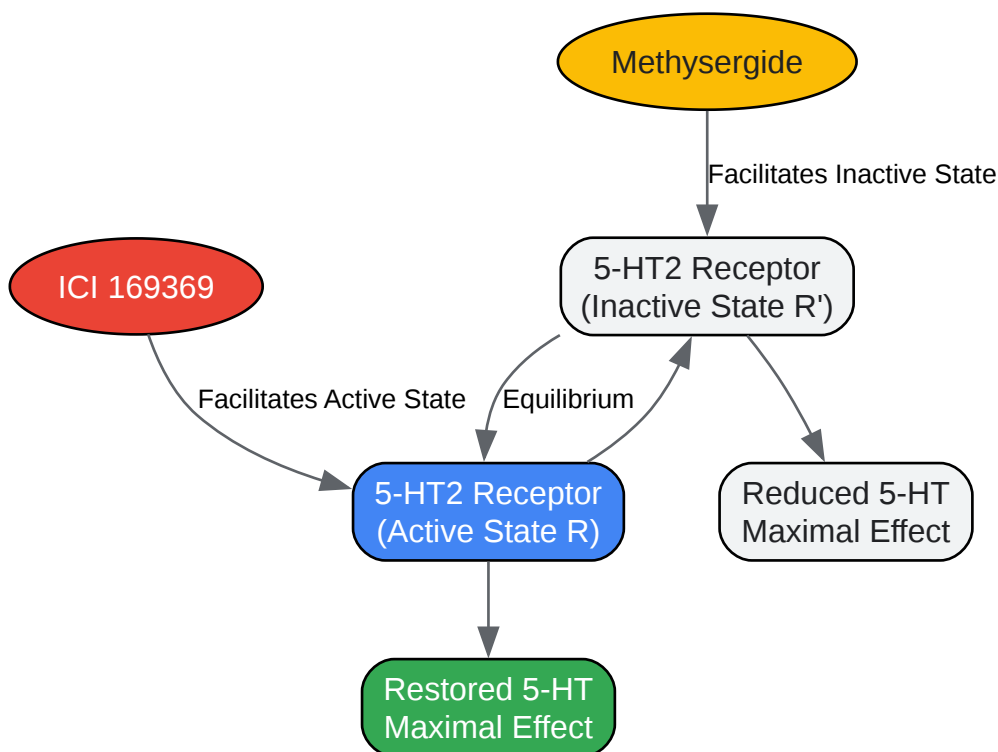 Methysergide
Facilitates Inactive State
5-HT2 Receptor
(Inactive State R')
ICI 169369
Facilitates Active State
Equilibrium
5-HT2 Receptor
(Active State R)
Reduced 5-HT
Maximal Effect
Restored 5-HT
Maximal Effect